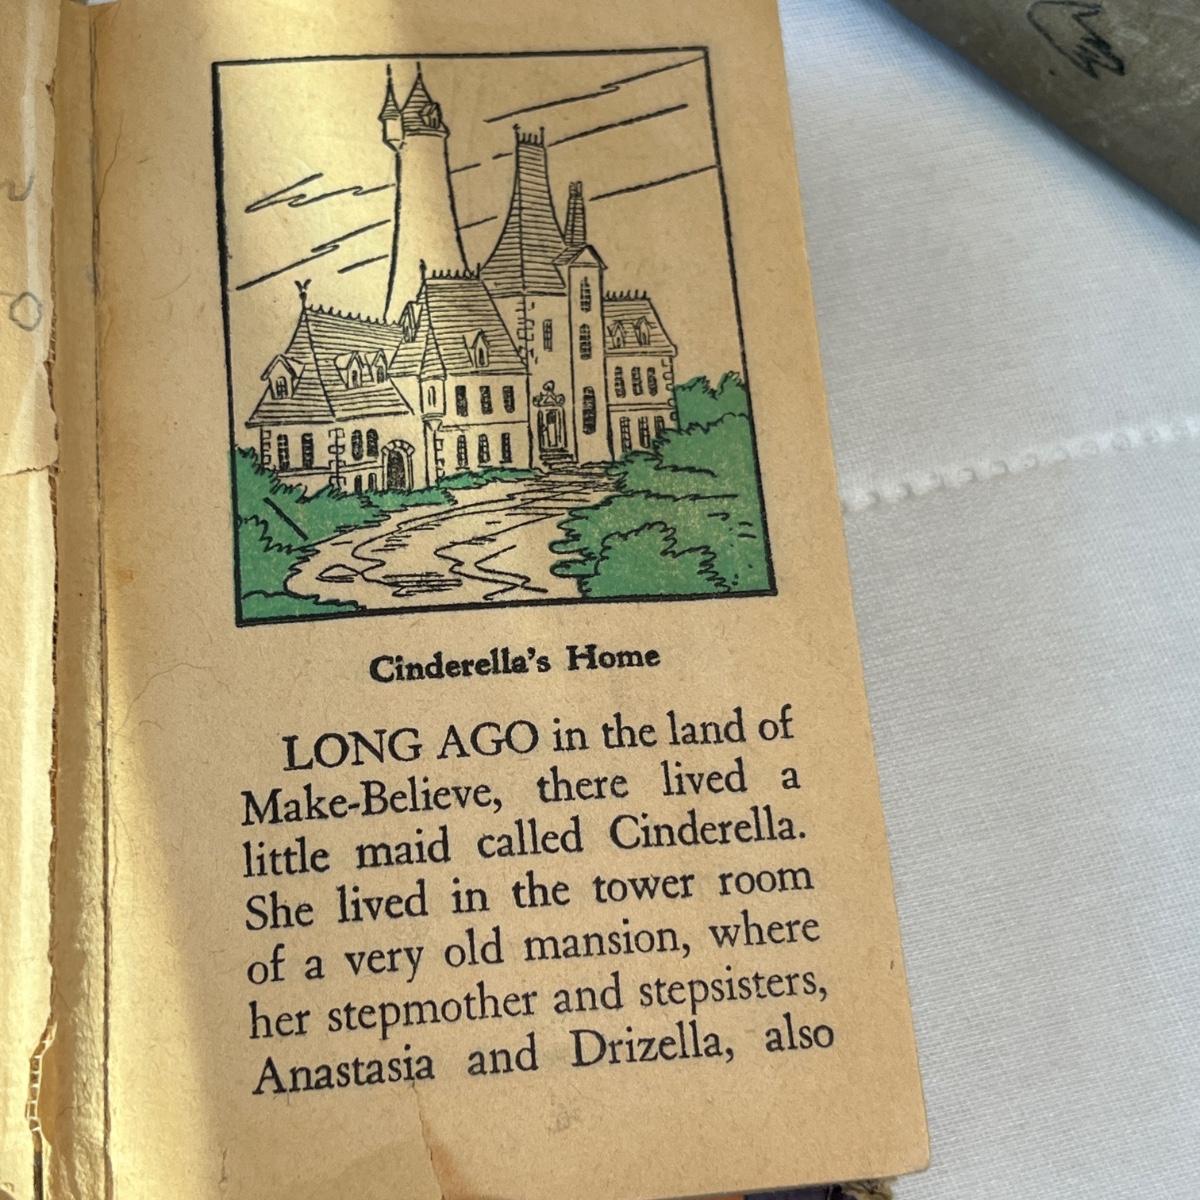 Cinderella's Home
LONG AGO in the land of
Make-Believe, there lived a
little maid called Cinderella.
She lived in the tower room
of a very old mansion, where
her stepmother and stepsisters,
Anastasia and Drizella, also